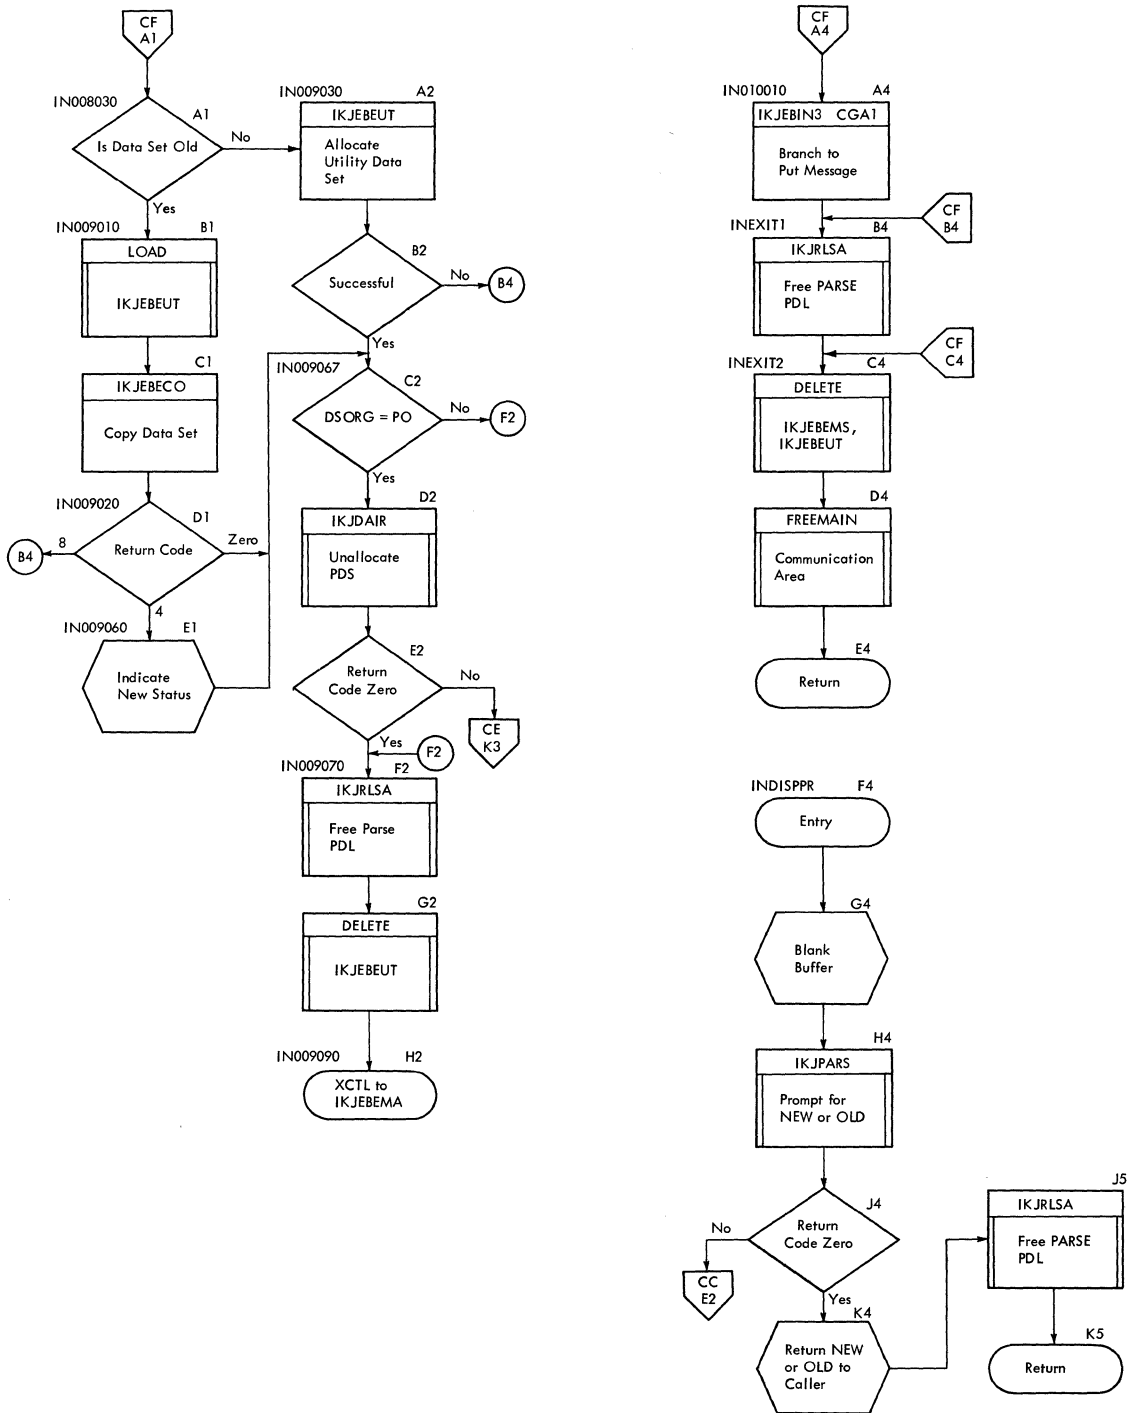 CF
A1
IN008030
A1
Is Data Set Old
No
Yes
IN009030 A2
IKJEBEUT
Allocate
Utility Data
Set
IN009010 B1
LOAD
IKJEBEUT
B2
Successful
No
B4
Yes
C1
IKJEBECO
Copy Data Set
IN009067
C2
DSORG = PO
No
F2
Yes
IN009020
D1
Return Code
8
B4
Zero
4
D2
IKJDAIR
Unallocate
PDS
IN009060 E1
Indicate
New Status
E2
Return
Code Zero
No
CE
K3
Yes
F2
IN009070 F2
IKJRLSA
Free Parse
PDL
G2
DELETE
IKJEBEUT
IN009090 H2
XCTL to
IKJEBEMA
CF
A4
IN010010 A4
IKJEBIN3 CGA1
Branch to
Put Message
CF
B4
INEXIT1 B4
IKJRLSA
Free PARSE
PDL
CF
C4
INEXIT2 C4
DELETE
IKJEBEMS,
IKJEBEUT
D4
FREEMAIN
Communication
Area
E4
Return
INDISPPR F4
Entry
G4
Blank
Buffer
H4
IKJPARS
Prompt for
NEW or OLD
J4
Return
Code Zero
No
CC
E2
Yes
K4
Return NEW
or OLD to
Caller
J5
IKJRLSA
Free PARSE
PDL
K5
Return